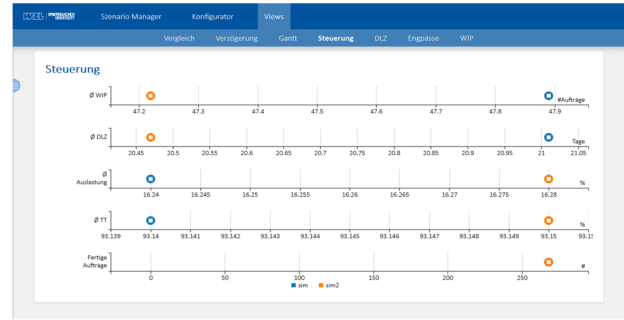 Szenario Manager Konfigurator Views
Vergleich Verzögerung Gantt Steuerung DLZ Engpässe WIP
Steuerung
Ø WIP
#Aufträge
47.2 47.3 47.4 47.5 47.6 47.7 47.8 47.9
Ø DLZ
Tage
20.45 20.5 20.55 20.6 20.65 20.7 20.75 20.8 20.85 20.9 20.95 21 21.05
Ø
Auslastung
%
16.24 16.245 16.25 16.255 16.26 16.265 16.27 16.275 16.28
Ø TT
%
93.139 93.14 93.141 93.142 93.143 93.144 93.145 93.146 93.147 93.148 93.149 93.15 93.15
Fertige
Aufträge
#
0 50 100 150 200 250
sim sim2